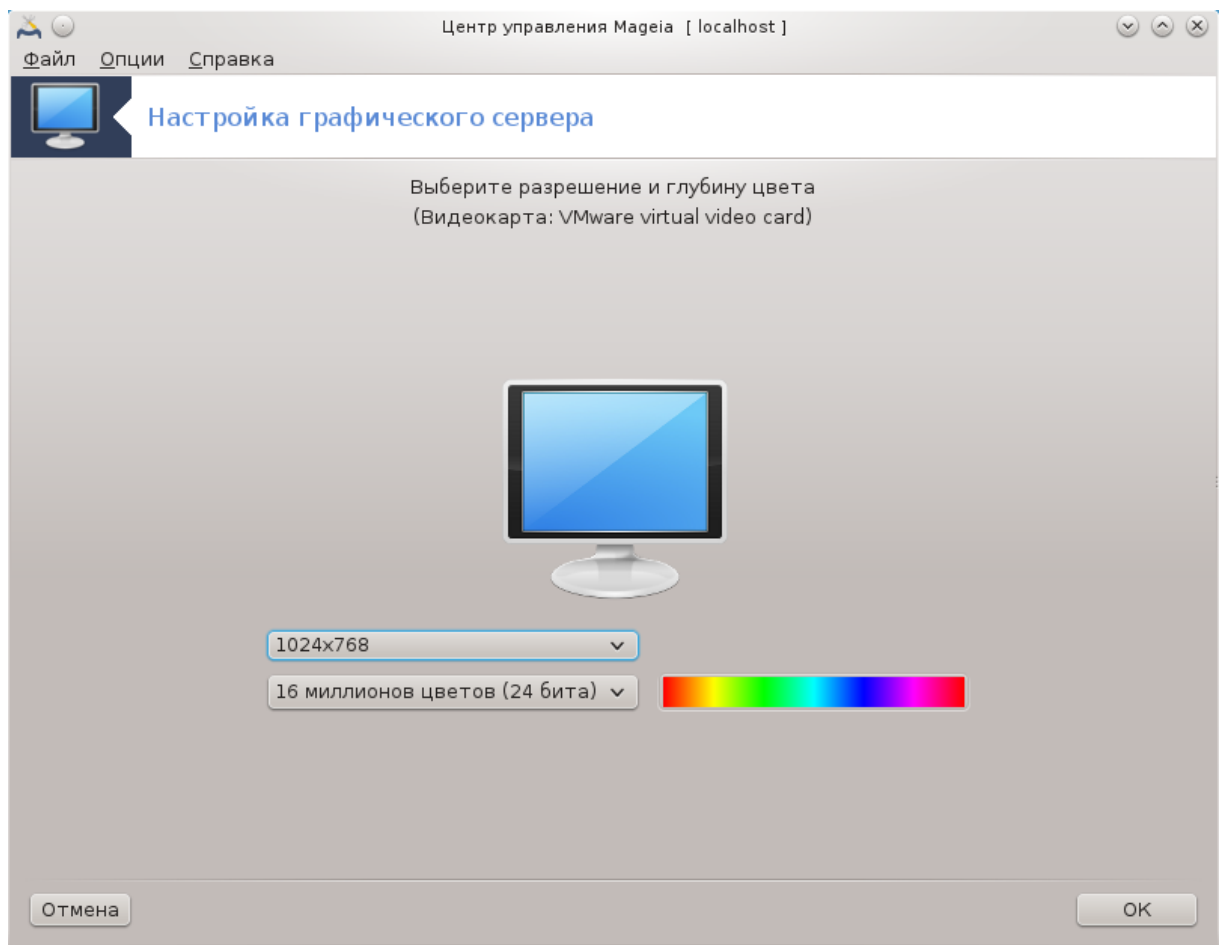 Центр управления Mageia [ localhost ]
Файл Опции Справка
Настройка графического сервера
Выберите разрешение и глубину цвета
(Видеокарта: VMware virtual video card)
1024x768
16 миллионов цветов (24 бита)
Отмена
OK